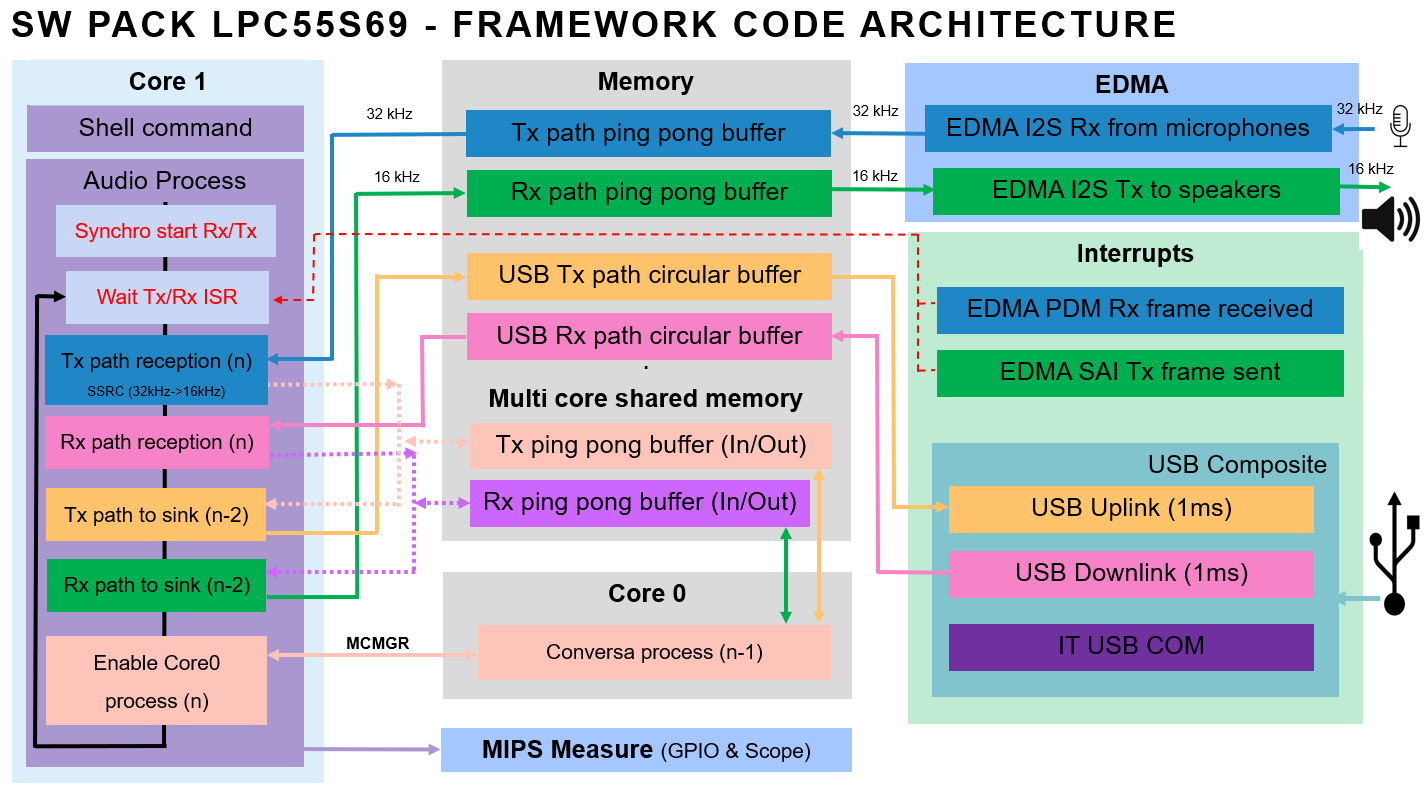 SW PACK LPC55S69 - FRAMEWORK CODE ARCHITECTURE
Core 1
Shell command
Audio Process
Synchro start Rx/Tx
Wait Tx/Rx ISR
Tx path reception (n)
SSRC (32kHz->16kHz)
Rx path reception (n)
Tx path to sink (n-2)
Rx path to sink (n-2)
Enable Core0
process (n)
32 kHz
16 kHz
MCMGR
Memory
Tx path ping pong buffer
Rx path ping pong buffer
USB Tx path circular buffer
USB Rx path circular buffer
.
Multi core shared memory
Tx ping pong buffer (In/Out)
Rx ping pong buffer (In/Out)
Core 0
Conversa process (n-1)
MIPS Measure (GPIO & Scope)
32 kHz
16 kHz
EDMA
EDMA I2S Rx from microphones
EDMA I2S Tx to speakers
32 kHz
16 kHz
Interrupts
EDMA PDM Rx frame received
EDMA SAI Tx frame sent
USB Composite
USB Uplink (1ms)
USB Downlink (1ms)
IT USB COM